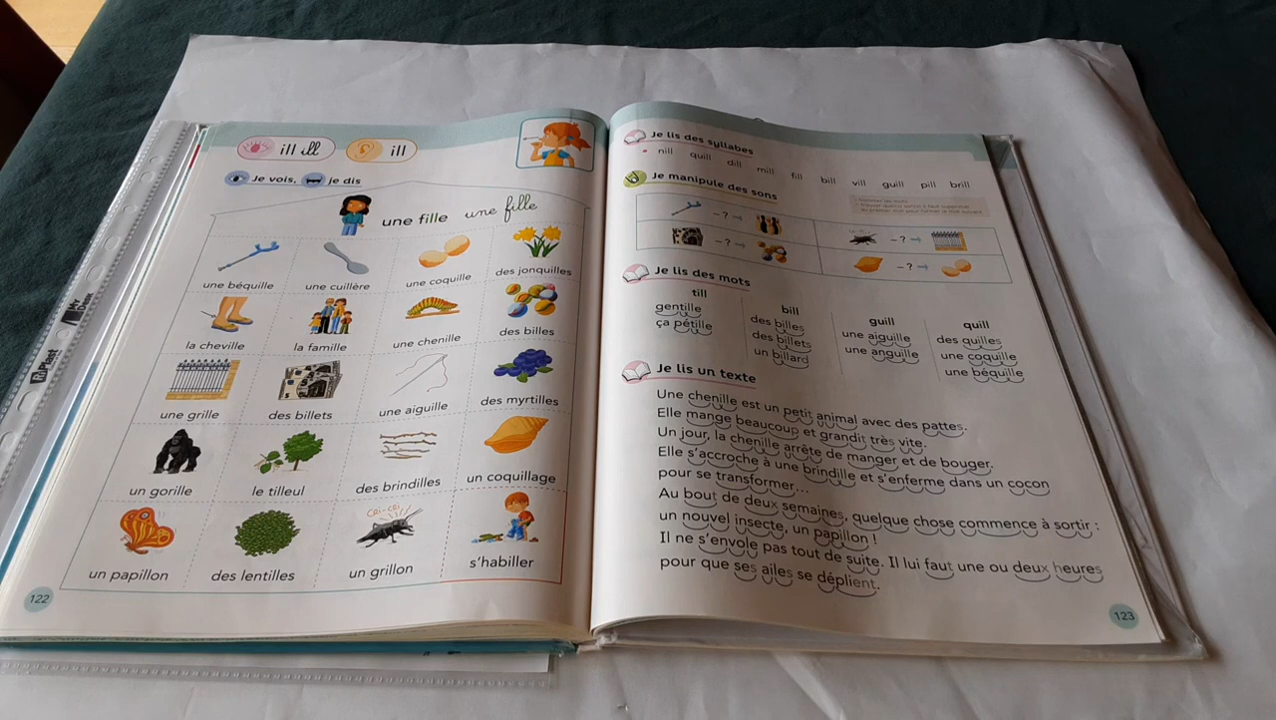 ill ill
ill
Je vois, je dis
une fille une fille
une béquille
une cuillère
une coquille
des jonquilles
la cheville
la famille
une chenille
des billes
une grille
des billets
une aiguille
des myrtilles
un gorille
le tilleul
des brindilles
un coquillage
cri-cri
un papillon
des lentilles
un grillon
s'habiller
122
Je lis des syllabes
nill quill dill mill fill bill vill guill pill brill
Je manipule des sons
- ? →
- ? →
- ? →
- ? →
Je lis des mots
till
gentille
ça pétille
bill
des billes
des billets
un billard
guill
une aiguille
une anguille
quill
des quilles
une coquille
une béquille
Je lis un texte
Une chenille est un petit animal avec des pattes.
Elle mange beaucoup et grandit très vite.
Un jour, la chenille arrête de manger et de bouger.
Elle s'accroche à une brindille et s'enferme dans un cocon
pour se transformer...
Au bout de deux semaines, quelque chose commence à sortir :
un nouvel insecte, un papillon !
Il ne s'envole pas tout de suite. Il lui faut une ou deux heures
pour que ses ailes se déplient.
123